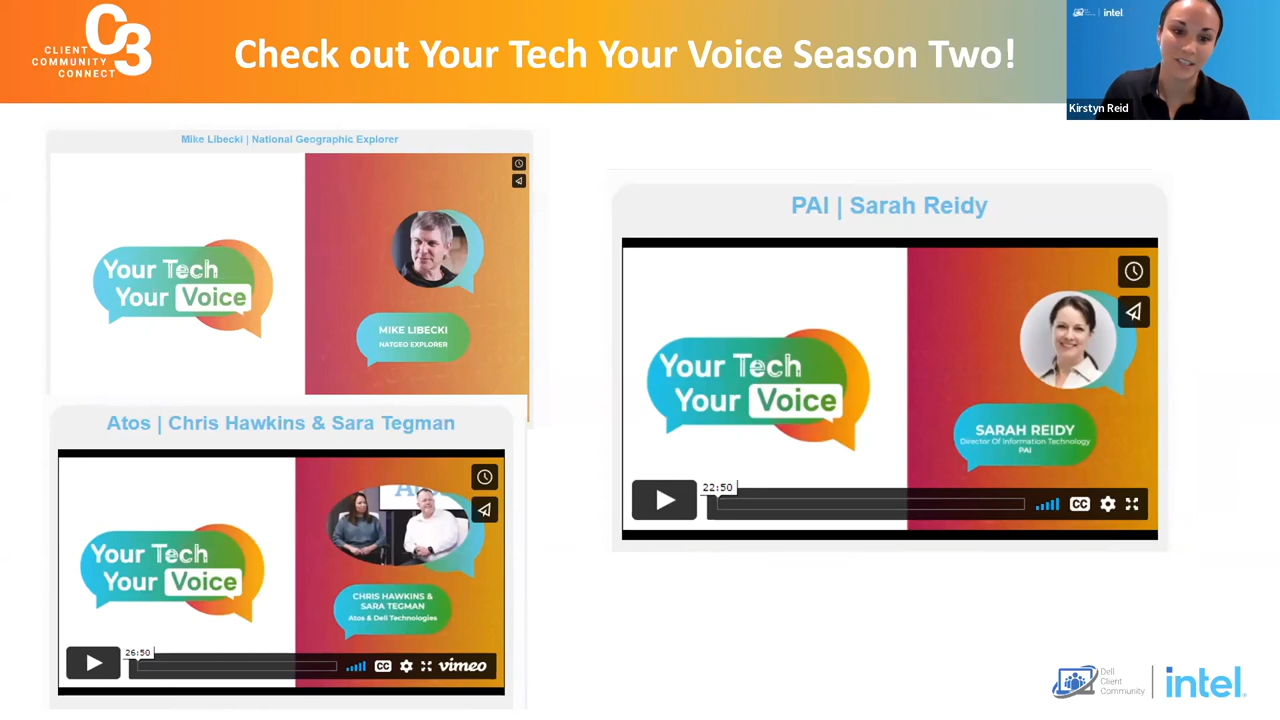 CLIENT
COMMUNITY
CONNECT
C3
Check out Your Tech Your Voice Season Two!
intel
Kirstyn Reid
Mike Libecki | National Geographic Explorer
Your Tech
Your Voice
MIKE LIBECKI
NATGEO EXPLORER
Atos | Chris Hawkins & Sara Tegman
Your Tech
Your Voice
CHRIS HAWKINS &
SARA TEGMAN
Atos & Dell Technologies
26:50
CC
vimeo
PAI | Sarah Reidy
Your Tech
Your Voice
SARAH REIDY
Director Of Information Technology
PAI
22:50
CC
Dell
Client
Community
intel.